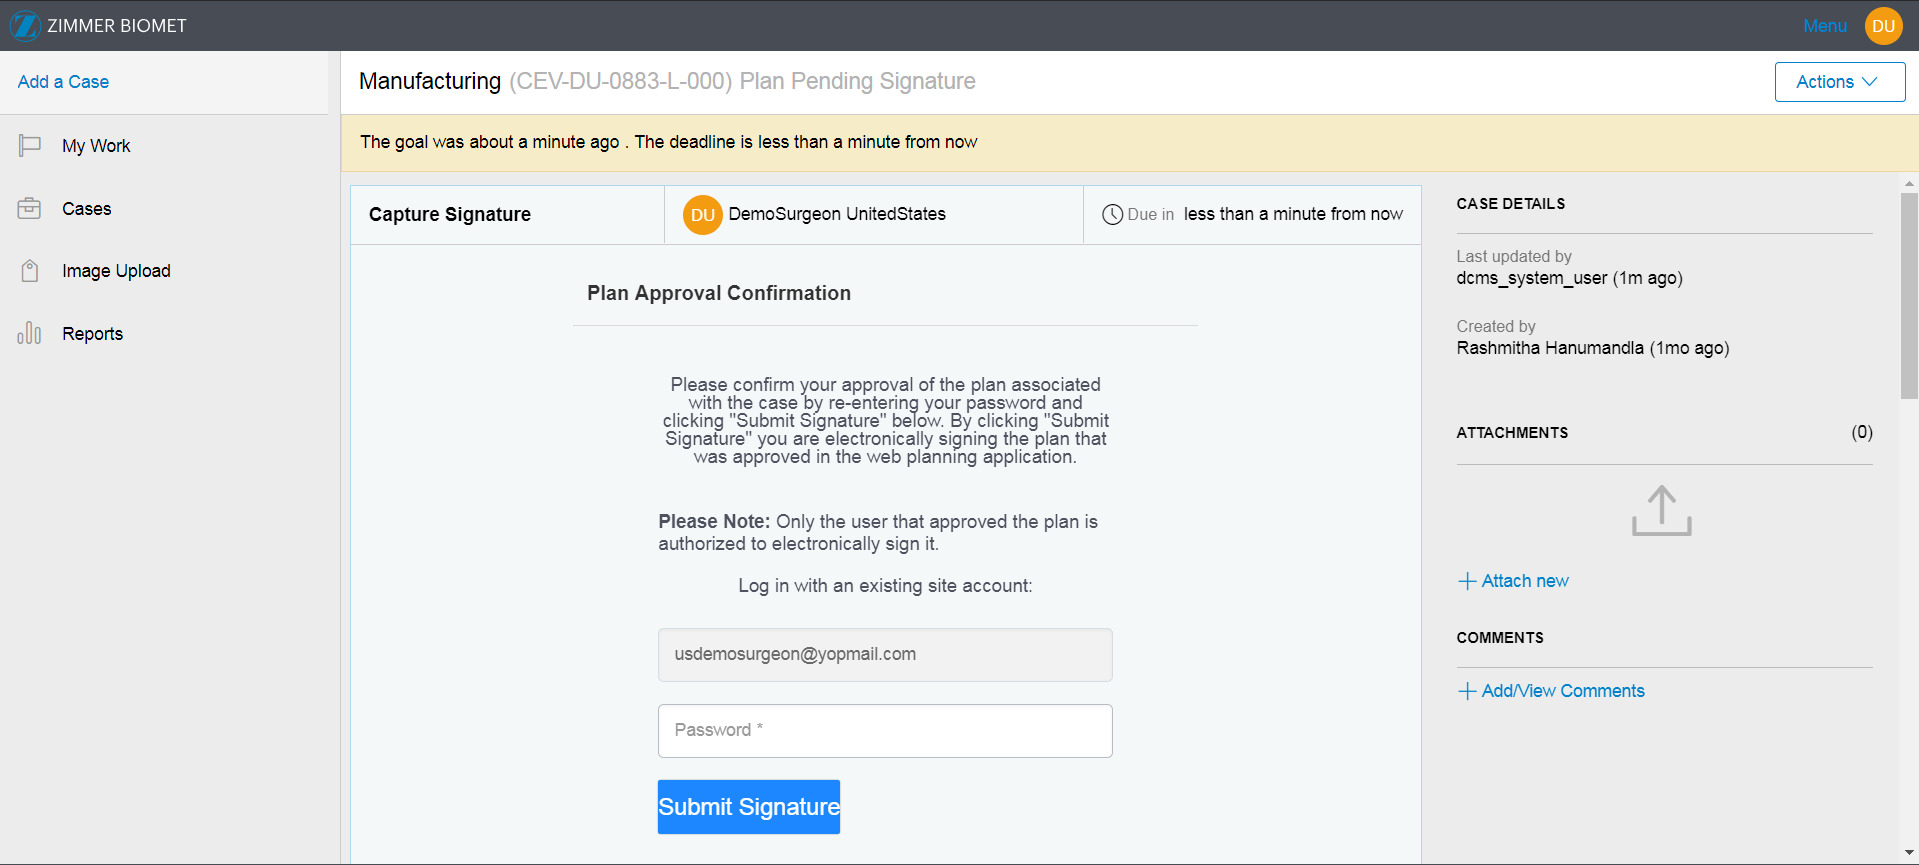 ZIMMER BIOMET
Menu
DU
Add a Case
My Work
Cases
Image Upload
Reports
Manufacturing (CEV-DU-0883-L-000) Plan Pending Signature
Actions
The goal was about a minute ago . The deadline is less than a minute from now
Capture Signature
DU DemoSurgeon UnitedStates
Due in less than a minute from now
Plan Approval Confirmation
Please confirm your approval of the plan associated
with the case by re-entering your password and
clicking "Submit Signature" below. By clicking "Submit
Signature" you are electronically signing the plan that
was approved in the web planning application.
Please Note: Only the user that approved the plan is
authorized to electronically sign it.
Log in with an existing site account:
usdemosurgeon@yopmail.com
Password *
Submit Signature
CASE DETAILS
Last updated by
dcms_system_user (1m ago)
Created by
Rashmitha Hanumandla (1mo ago)
ATTACHMENTS (0)
Attach new
COMMENTS
Add/View Comments